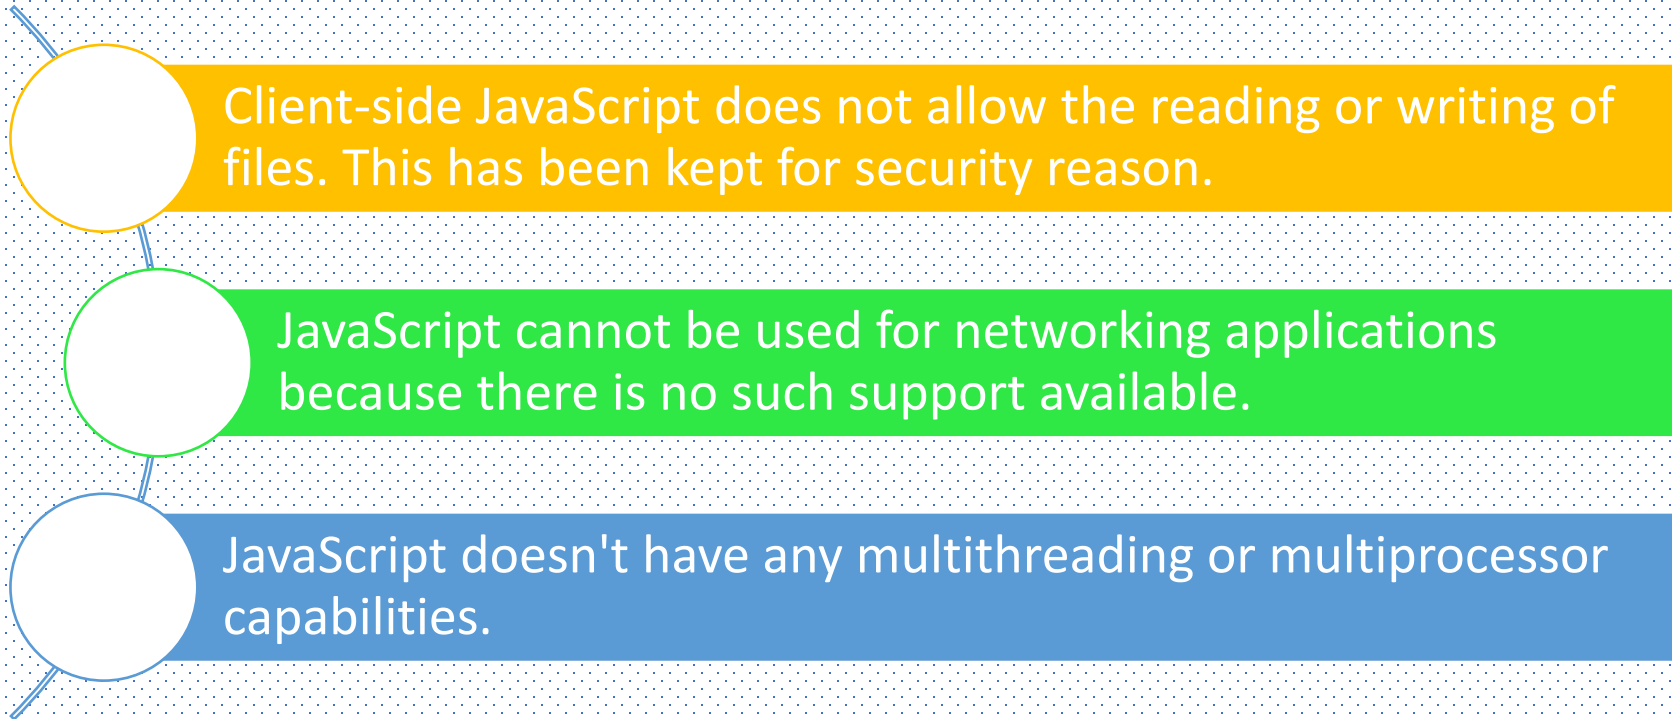 Client-side JavaScript does not allow the reading or writing of
files. This has been kept for security reason.
JavaScript cannot be used for networking applications
because there is no such support available.
JavaScript doesn't have any multithreading or multiprocessor
capabilities.